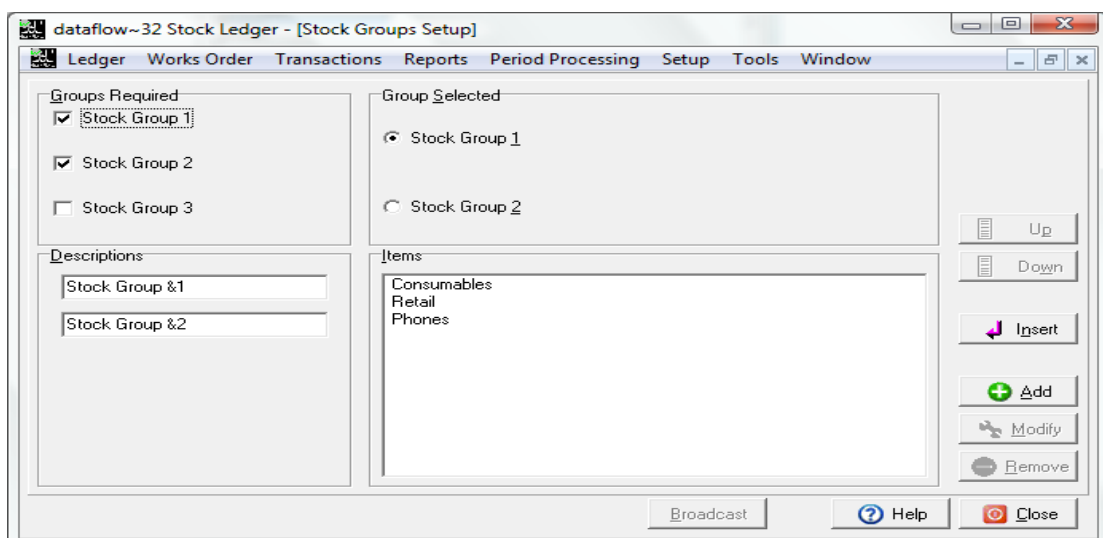 dataflow~32 Stock Ledger - [Stock Groups Setup]
Ledger Works Order Transactions Reports Period Processing Setup Tools Window
Groups Required
Stock Group 1
Stock Group 2
Stock Group 3
Group Selected
Stock Group 1
Stock Group 2
Descriptions
Stock Group &1
Stock Group &2
Items
Consumables
Retail
Phones
Up
Down
Insert
Add
Modify
Remove
Broadcast
Help
Close